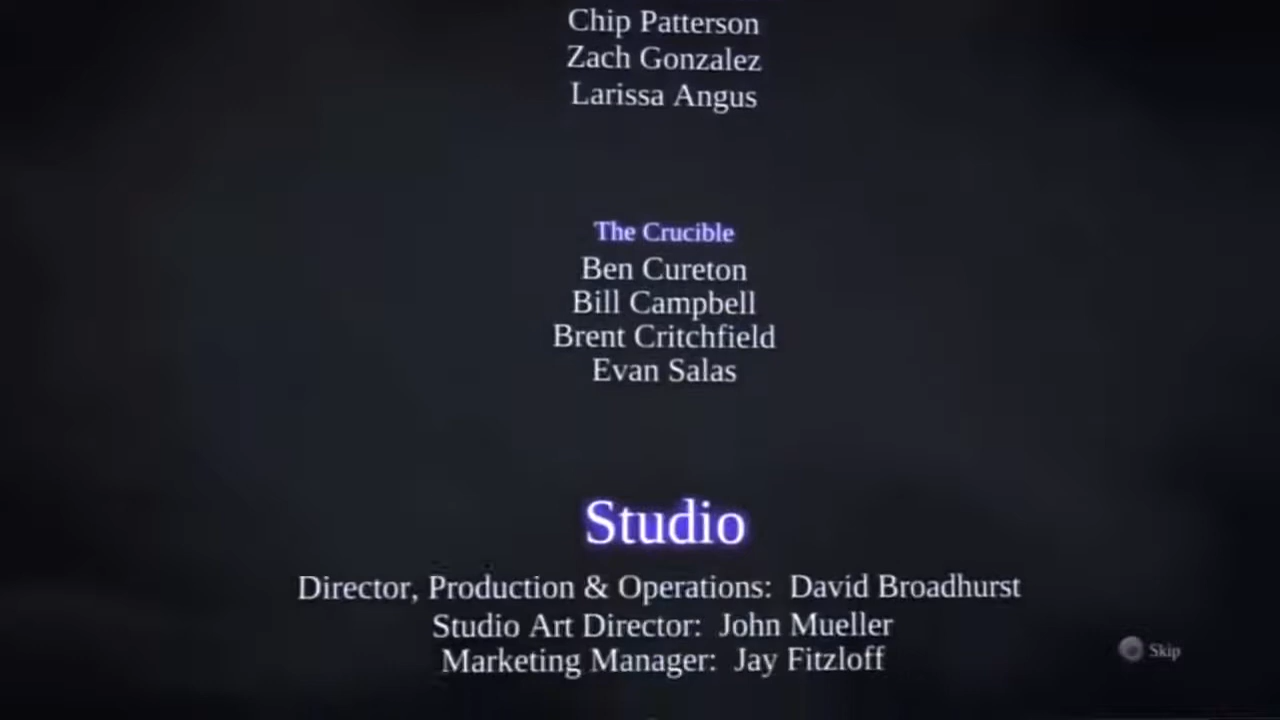 Chip Patterson
Zach Gonzalez
Larissa Angus
The Crucible
Ben Cureton
Bill Campbell
Brent Critchfield
Evan Salas
Studio
Director, Production & Operations: David Broadhurst
Studio Art Director: John Mueller
Marketing Manager: Jay Fitzloff
Skip